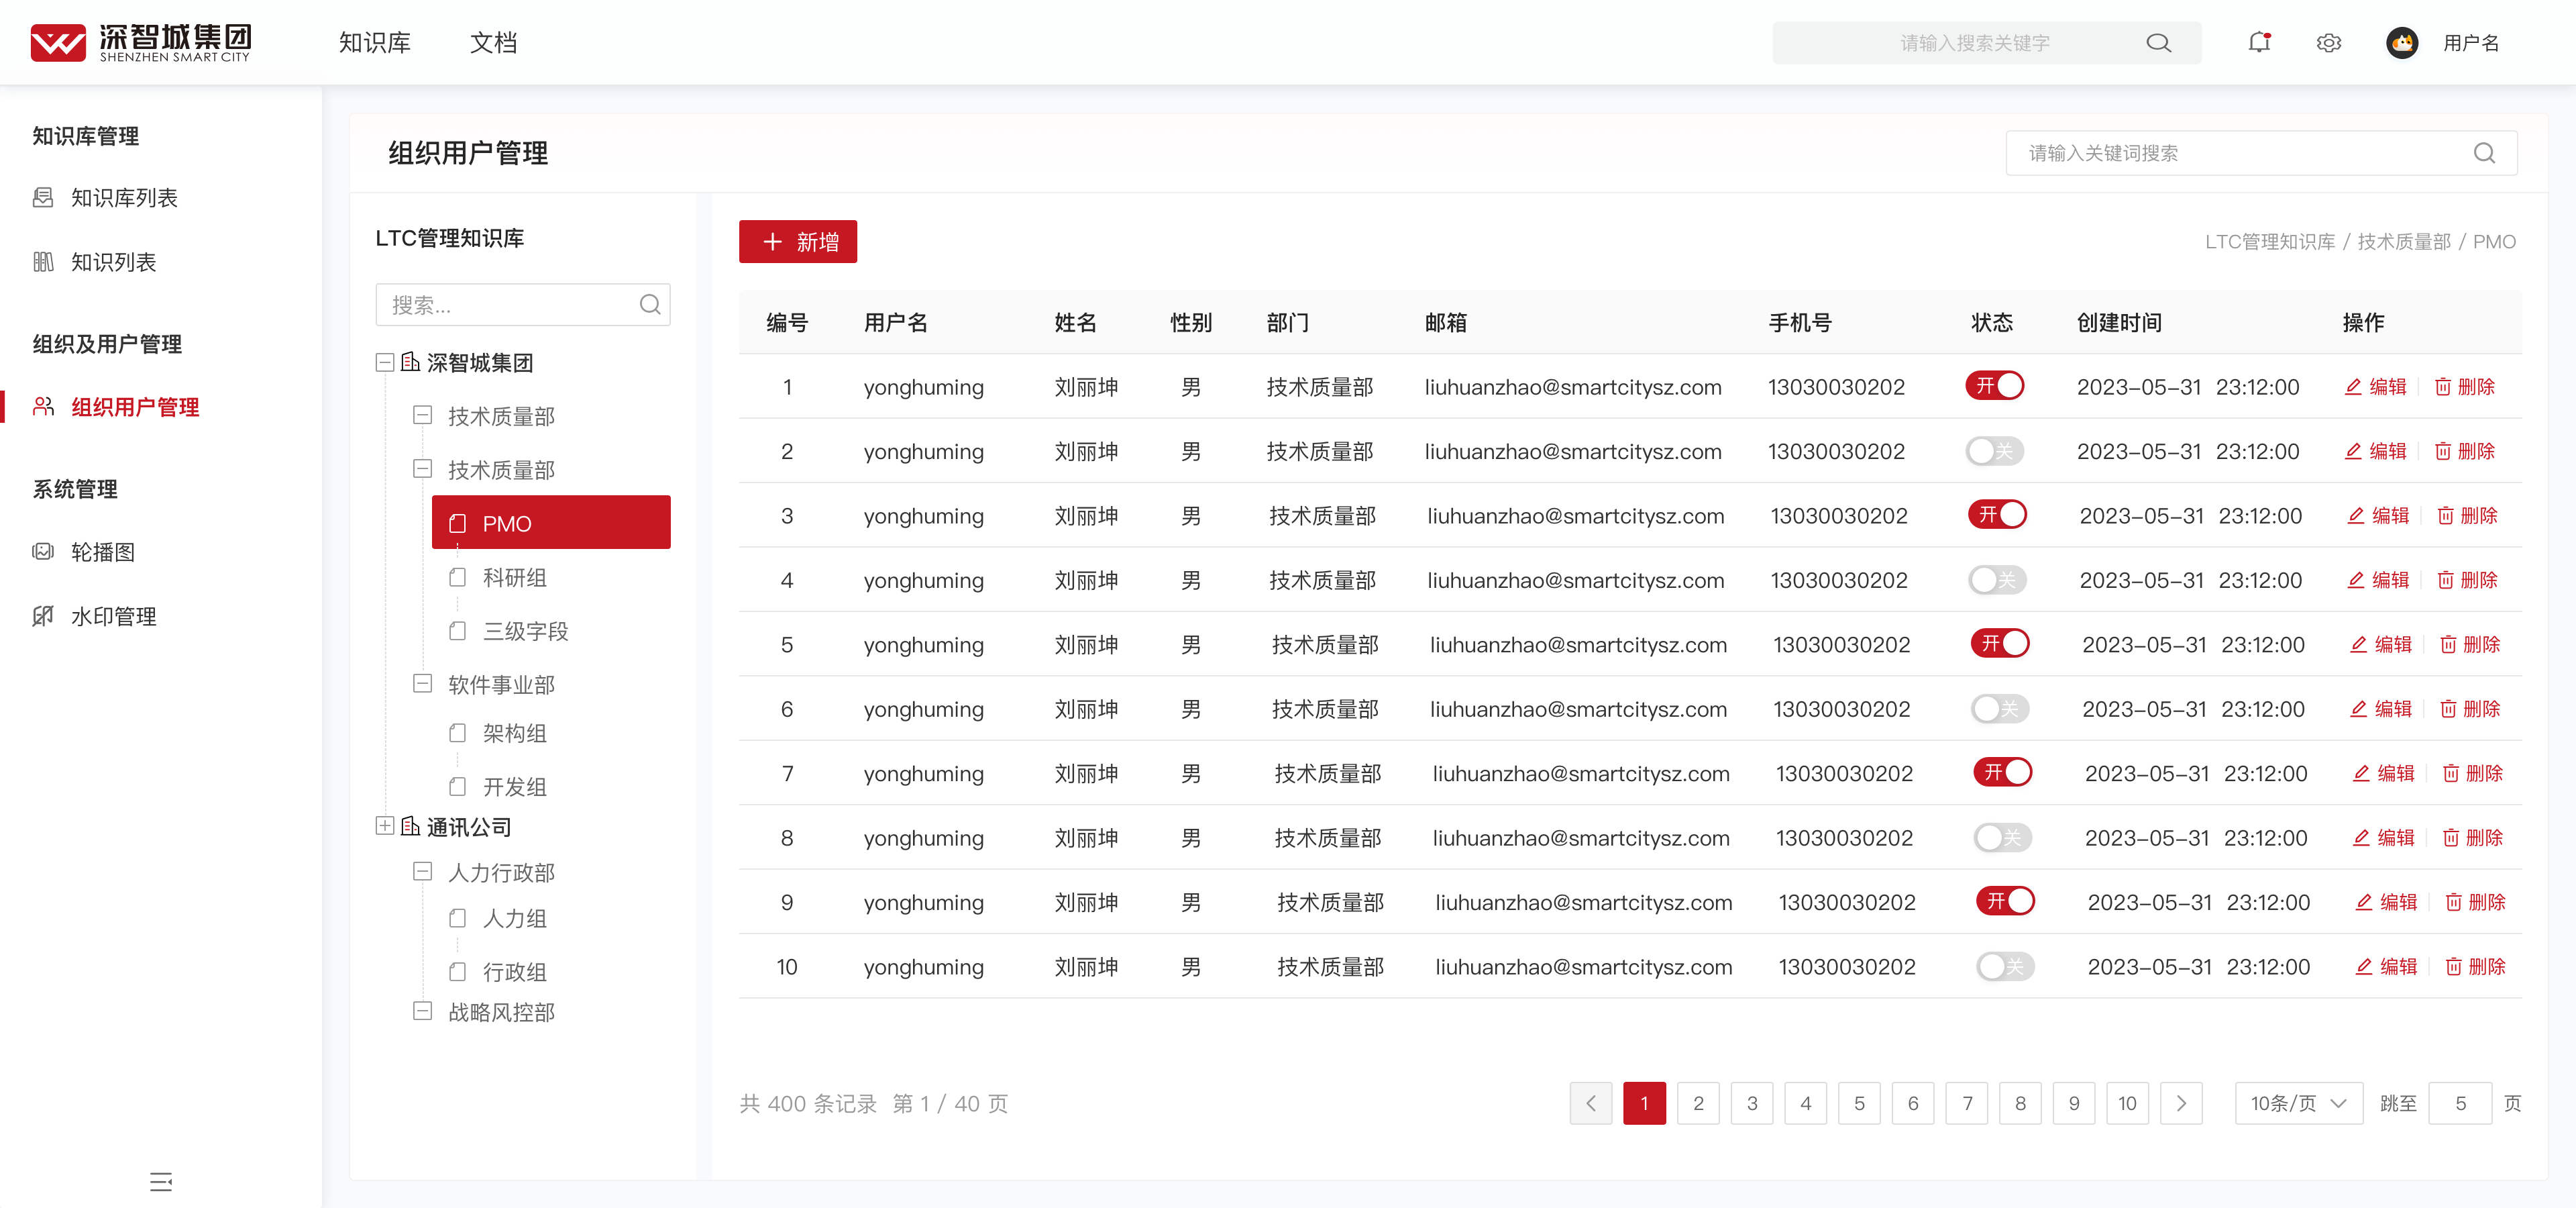 深智城集团
SHENZHEN SMART CITY
知识库 文档
请输入搜索关键字
用户名
知识库管理
知识库列表
知识列表
组织及用户管理
组织用户管理
系统管理
轮播图
水印管理
组织用户管理
请输入关键词搜索
LTC管理知识库
搜索...
深智城集团
技术质量部
技术质量部
PMO
科研组
三级字段
软件事业部
架构组
开发组
通讯公司
人力行政部
人力组
行政组
战略风控部
新增
LTC管理知识库 / 技术质量部 / PMO
编号 用户名 姓名 性别 部门 邮箱 手机号 状态 创建时间 操作
1 yonghuming 刘丽坤 男 技术质量部 liuhuanzhao@smartcitysz.com 13030030202 开 2023-05-31 23:12:00 编辑 删除
2 yonghuming 刘丽坤 男 技术质量部 liuhuanzhao@smartcitysz.com 13030030202 关 2023-05-31 23:12:00 编辑 删除
3 yonghuming 刘丽坤 男 技术质量部 liuhuanzhao@smartcitysz.com 13030030202 开 2023-05-31 23:12:00 编辑 删除
4 yonghuming 刘丽坤 男 技术质量部 liuhuanzhao@smartcitysz.com 13030030202 关 2023-05-31 23:12:00 编辑 删除
5 yonghuming 刘丽坤 男 技术质量部 liuhuanzhao@smartcitysz.com 13030030202 开 2023-05-31 23:12:00 编辑 删除
6 yonghuming 刘丽坤 男 技术质量部 liuhuanzhao@smartcitysz.com 13030030202 关 2023-05-31 23:12:00 编辑 删除
7 yonghuming 刘丽坤 男 技术质量部 liuhuanzhao@smartcitysz.com 13030030202 开 2023-05-31 23:12:00 编辑 删除
8 yonghuming 刘丽坤 男 技术质量部 liuhuanzhao@smartcitysz.com 13030030202 关 2023-05-31 23:12:00 编辑 删除
9 yonghuming 刘丽坤 男 技术质量部 liuhuanzhao@smartcitysz.com 13030030202 开 2023-05-31 23:12:00 编辑 删除
10 yonghuming 刘丽坤 男 技术质量部 liuhuanzhao@smartcitysz.com 13030030202 关 2023-05-31 23:12:00 编辑 删除
共 400 条记录 第 1 / 40 页
1 2 3 4 5 6 7 8 9 10 10条/页 跳至 5 页